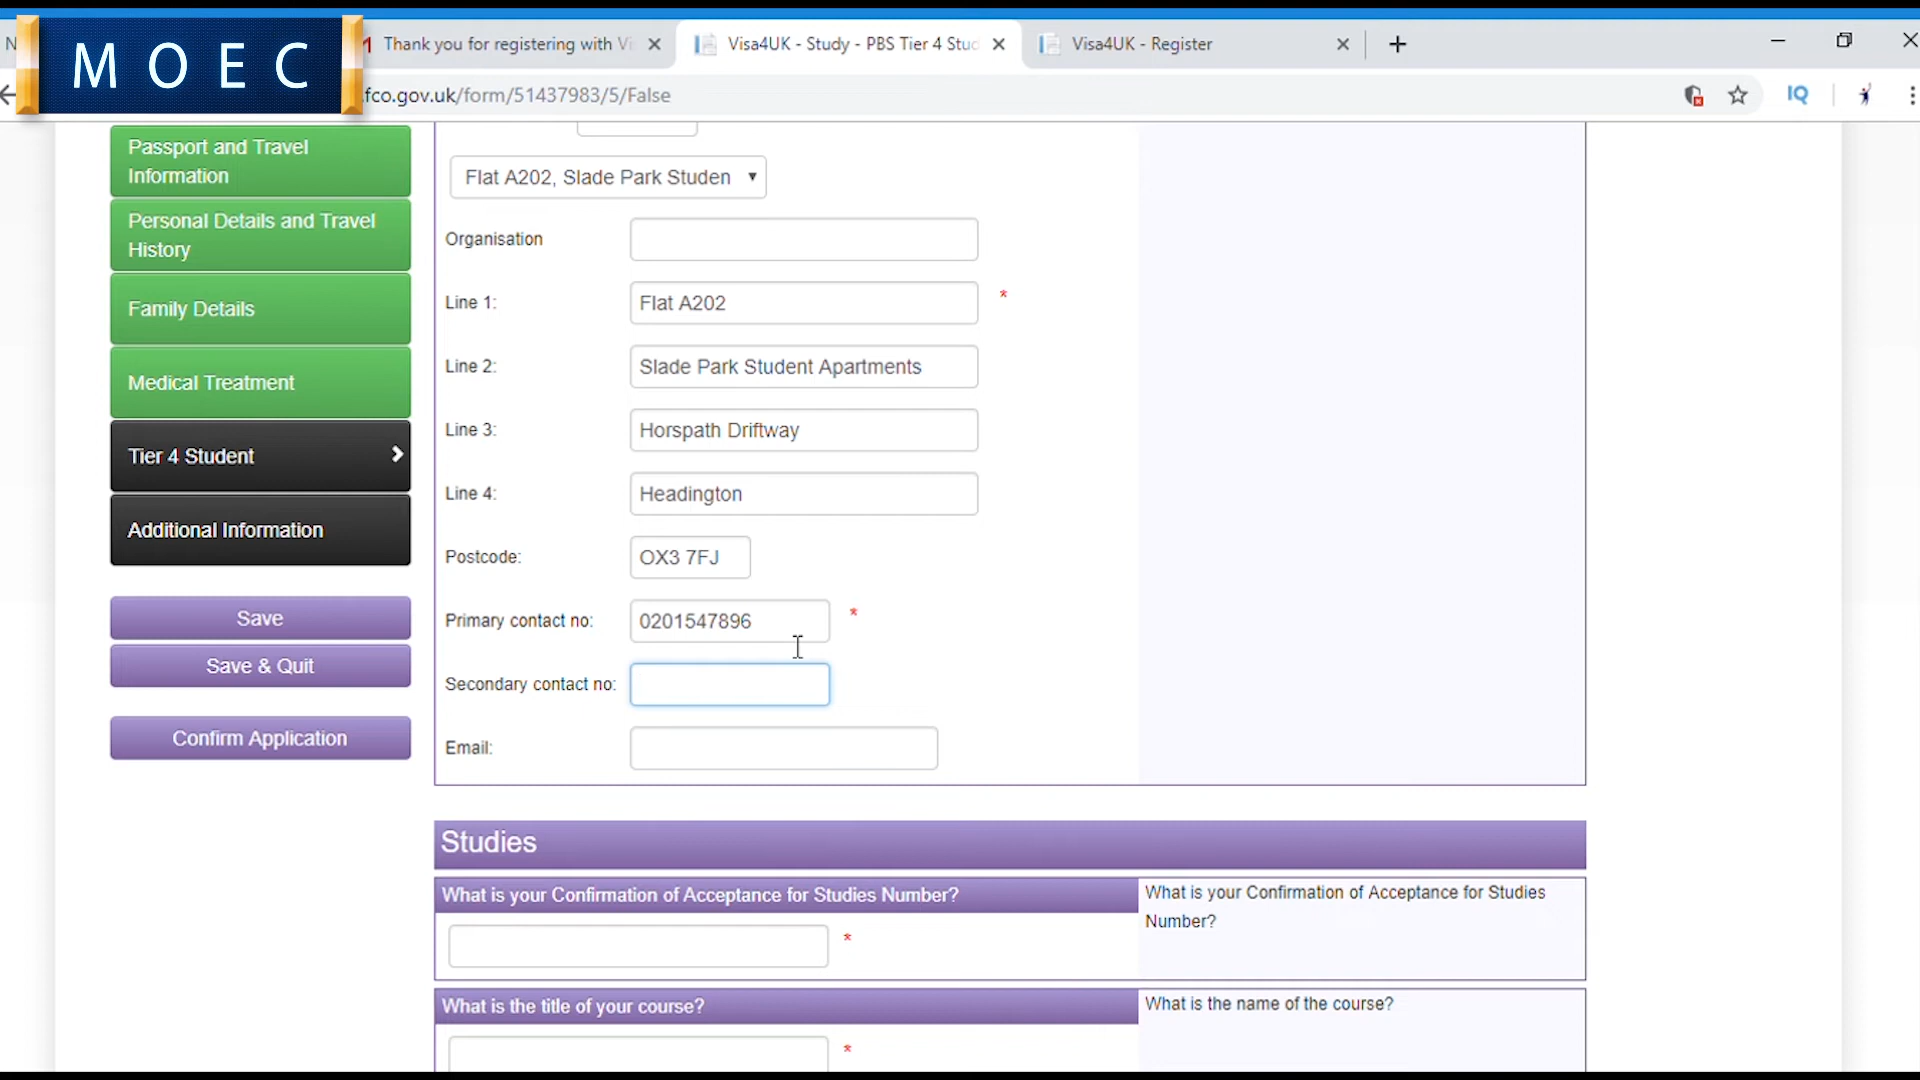 M O E C
Thank you for registering with Vi
Visa4UK - Study - PBS Tier 4 Stud
Visa4UK - Register
fco.gov.uk/form/51437983/5/False
IQ
Passport and Travel
Information
Personal Details and Travel
History
Family Details
Medical Treatment
Tier 4 Student
Additional Information
Save
Save & Quit
Confirm Application
Flat A202, Slade Park Studen
Organisation
Line 1:
Flat A202
*
Line 2:
Slade Park Student Apartments
Line 3:
Horspath Driftway
Line 4:
Headington
Postcode:
OX3 7FJ
Primary contact no:
0201547896
*
Secondary contact no:
Email:
Studies
What is your Confirmation of Acceptance for Studies Number?
*
What is your Confirmation of Acceptance for Studies
Number?
What is the title of your course?
*
What is the name of the course?